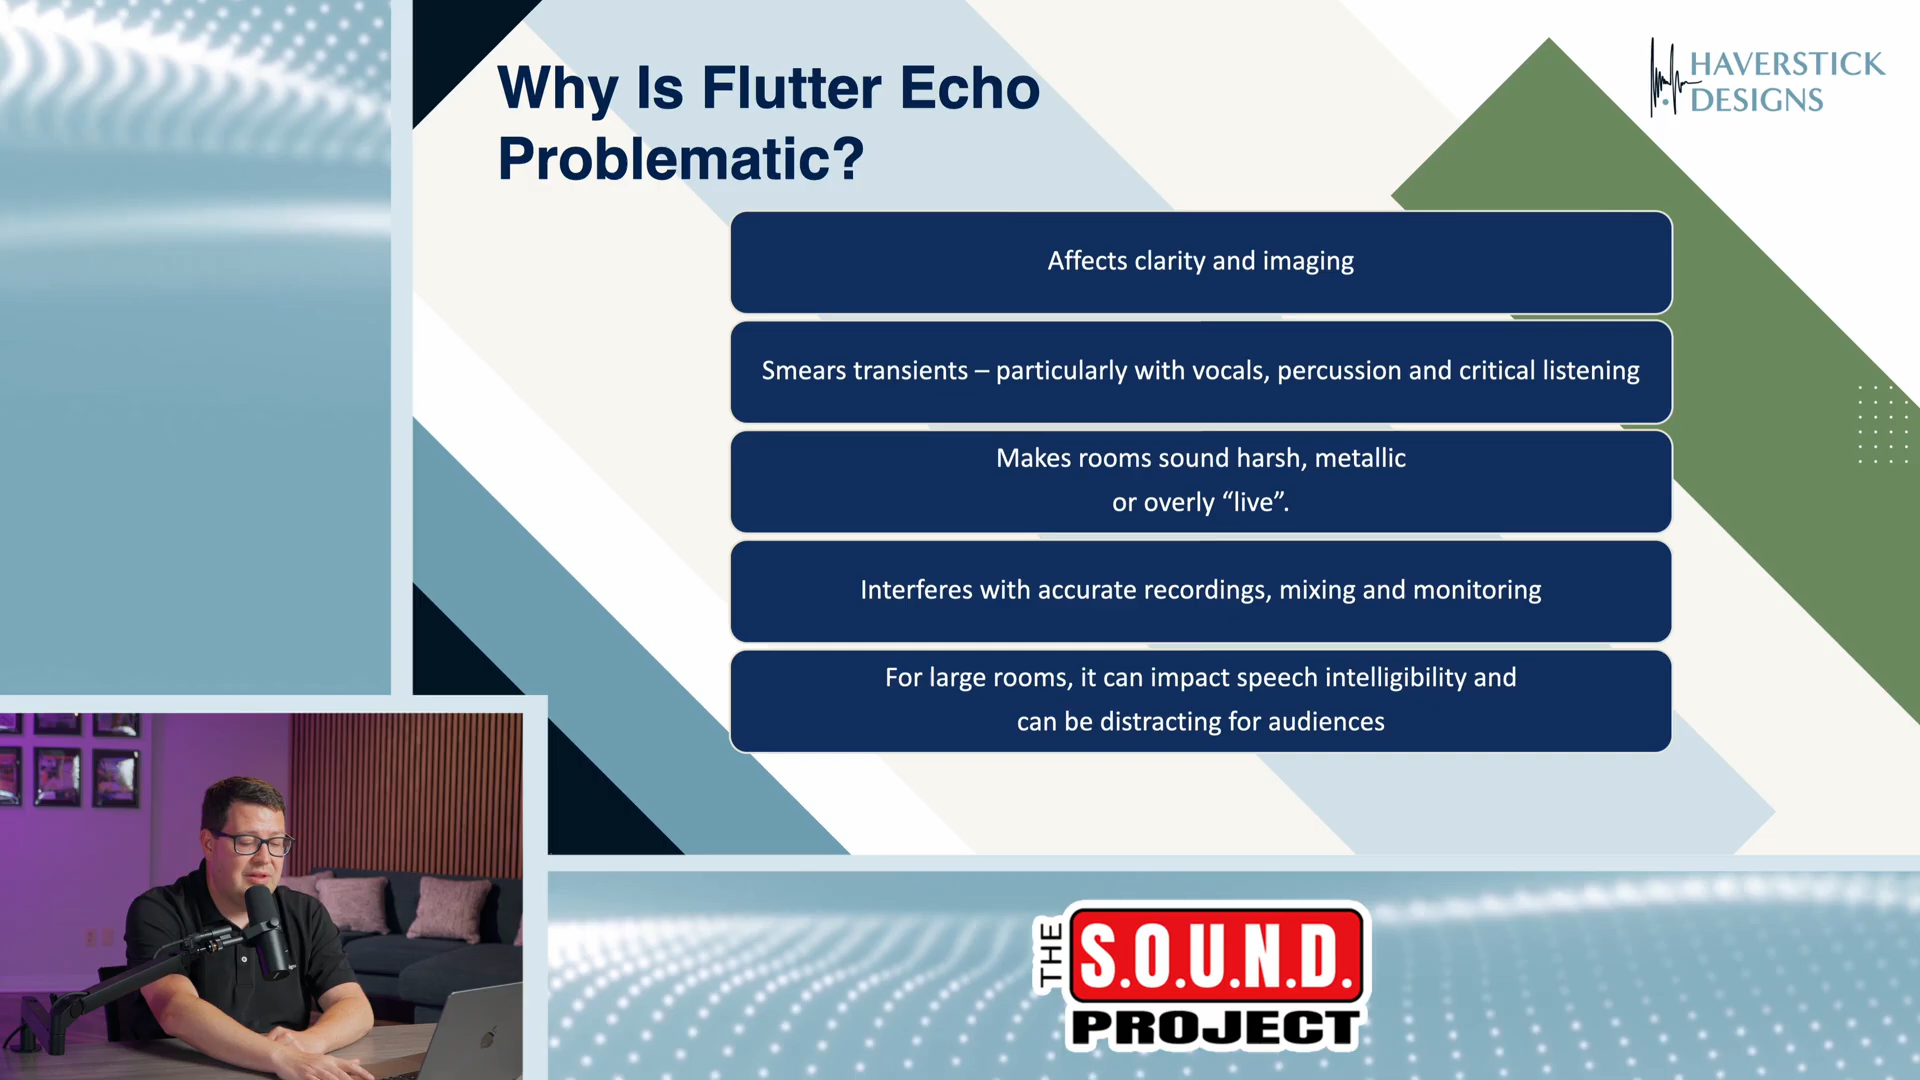 Why Is Flutter Echo
Problematic?
HAVERSTICK
DESIGNS
Affects clarity and imaging
Smears transients – particularly with vocals, percussion and critical listening
Makes rooms sound harsh, metallic
or overly “live”.
Interferes with accurate recordings, mixing and monitoring
For large rooms, it can impact speech intelligibility and
can be distracting for audiences
THE
S.O.U.N.D.
PROJECT